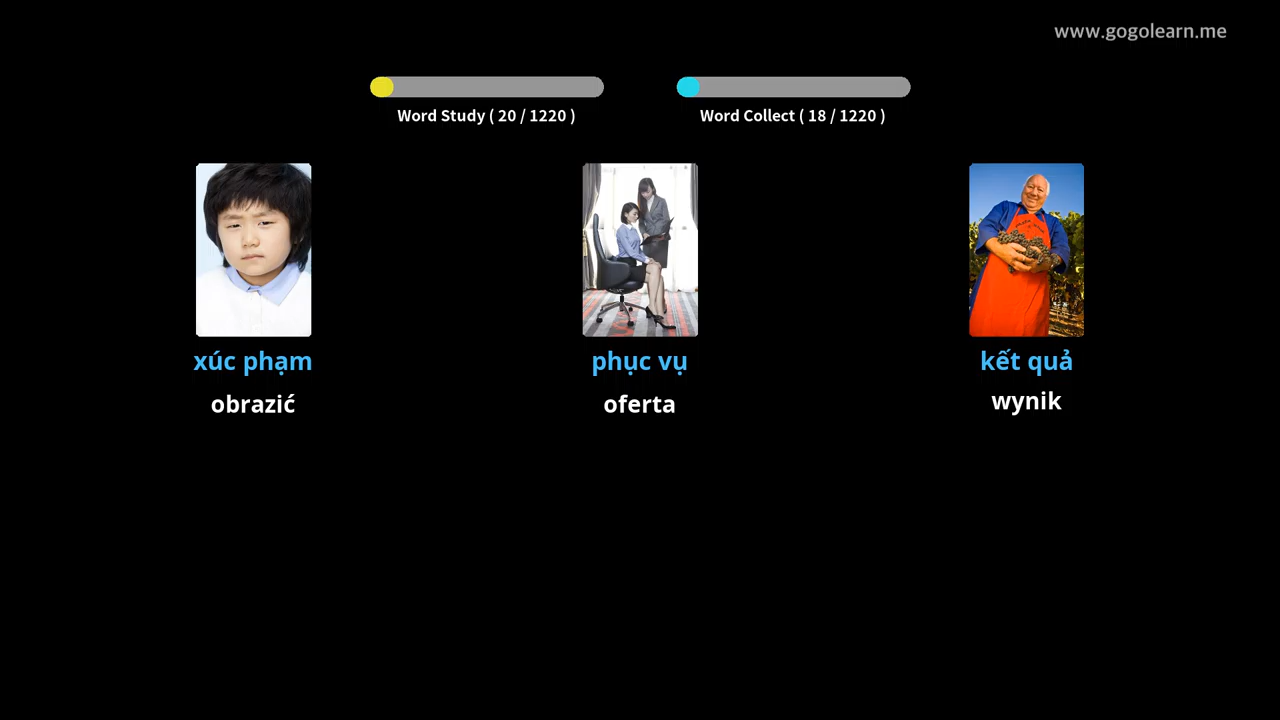 www.gogolearn.me
Word Study ( 20 / 1220 )
Word Collect ( 18 / 1220 )
xúc phạm
phục vụ
kết quả
obrazić
oferta
wynik